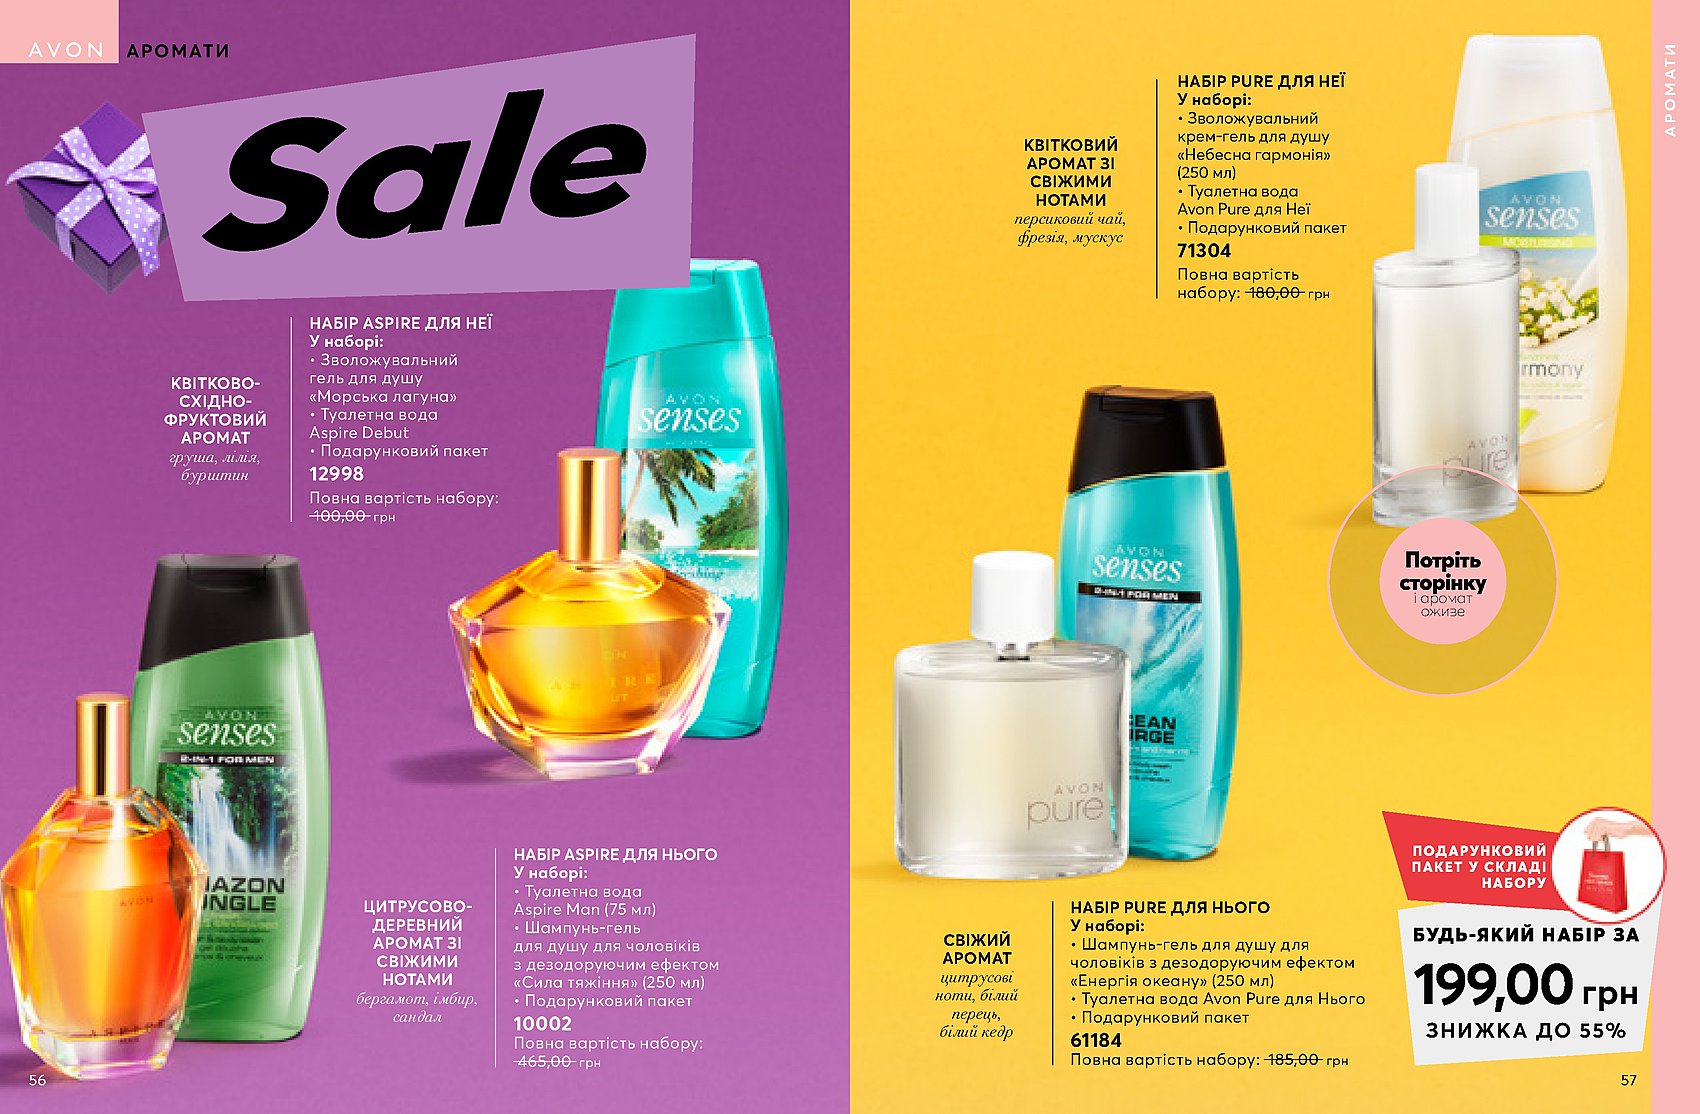 AVON АРОМАТИ
Sale
НАБІР ASPIRE ДЛЯ НЕЇ
У наборі:
• Зволожувальний
гель для душу
«Морська лагуна»
• Туалетна вода
Aspire Debut
• Подарунковий пакет
12998
Повна вартість набору:
100,00 грн
КВІТКОВО-
СХІДНО-
ФРУКТОВИЙ
АРОМАТ
груша, лілія,
бурштин
AVON
senses
AVON
senses
2-IN-1 FOR MEN
ЦИТРУСОВО-
ДЕРЕВНИЙ
АРОМАТ ЗІ
СВІЖИМИ
НОТАМИ
бергамот, імбир,
сандал
НАБІР ASPIRE ДЛЯ НЬОГО
У наборі:
• Туалетна вода
Aspire Man (75 мл)
• Шампунь-гель
для душу для чоловіків
з дезодоруючим ефектом
«Сила тяжіння» (250 мл)
• Подарунковий пакет
10002
Повна вартість набору:
465,00 грн
56
АРОМАТИ
КВІТКОВИЙ
АРОМАТ ЗІ
СВІЖИМИ
НОТАМИ
персиковий чай,
фрезія, мускус
НАБІР PURE ДЛЯ НЕЇ
У наборі:
• Зволожувальний
крем-гель для душу
«Небесна гармонія»
(250 мл)
• Туалетна вода
Avon Pure для Неї
• Подарунковий пакет
71304
Повна вартість
набору: 180,00 грн
AVON
senses
MOISTURISING
AVON
pure
Потріть
сторінку
і аромат
оживе
AVON
senses
2-IN-1 FOR MEN
AVON
pure
СВІЖИЙ
АРОМАТ
цитрусові
ноти, білий
перець,
білий кедр
НАБІР PURE ДЛЯ НЬОГО
У наборі:
• Шампунь-гель для душу для
чоловіків з дезодоруючим ефектом
«Енергія океану» (250 мл)
• Туалетна вода Avon Pure для Нього
• Подарунковий пакет
61184
Повна вартість набору: 185,00 грн
ПОДАРУНКОВИЙ
ПАКЕТ У СКЛАДІ
НАБОРУ
БУДЬ-ЯКИЙ НАБІР ЗА
199,00 грн
ЗНИЖКА ДО 55%
57